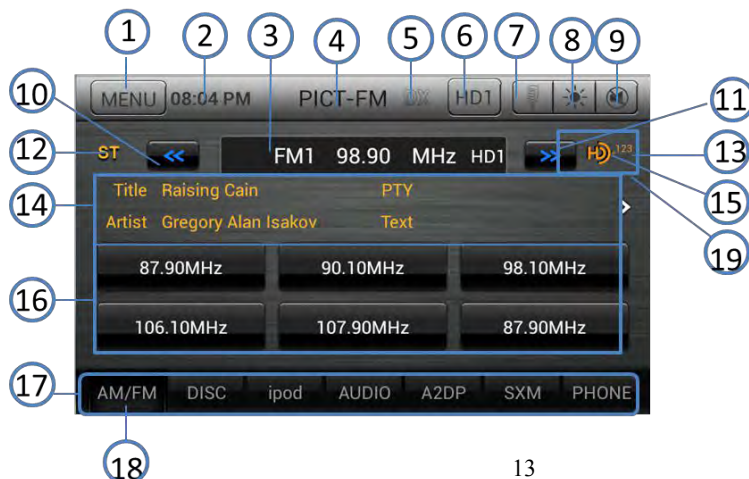 1 2 3 4 5 6 7 8 9
MENU 08:04 PM PICT-FM DX HD1
10 11
12 ST << FM1 98.90 MHz HD1 >> HD 123 13
14 Title Raising Cain PTY 15
Artist Gregory Alan Isakov Text
19
87.90MHz 90.10MHz 98.10MHz
16
106.10MHz 107.90MHz 87.90MHz
17
AM/FM DISC ipod AUDIO A2DP SXM PHONE
18
13